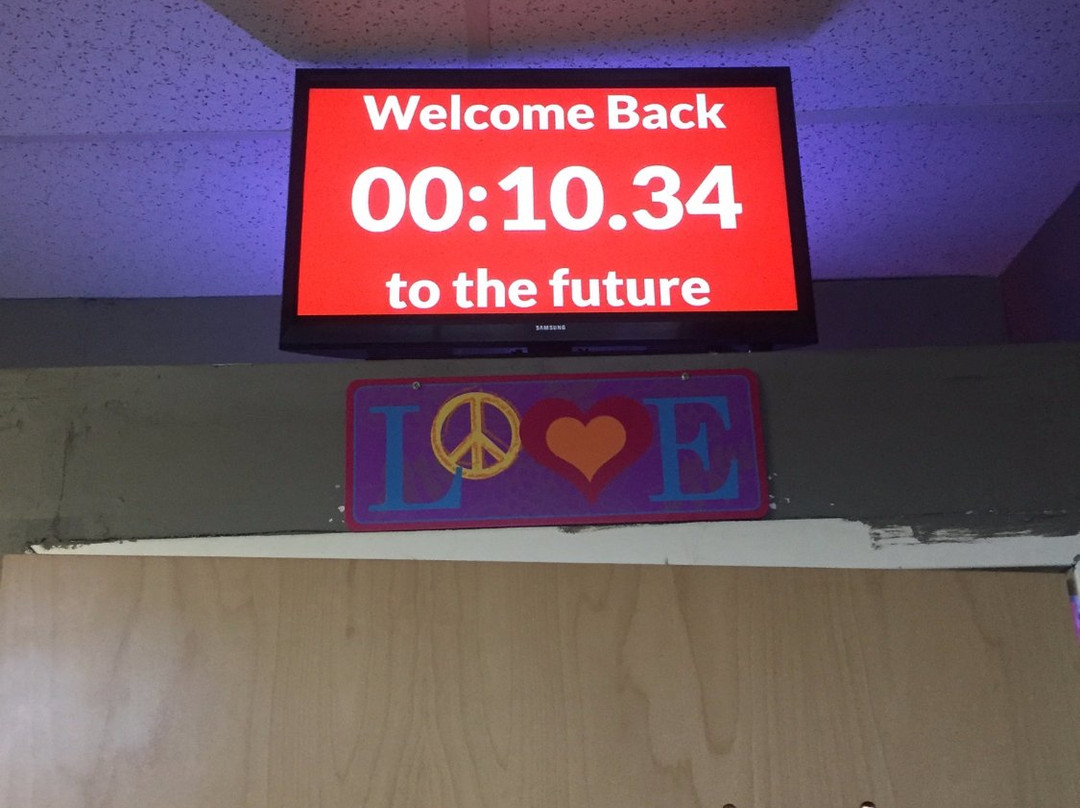 Welcome Back
00:10.34
to the future
SAMSUNG
LOVE